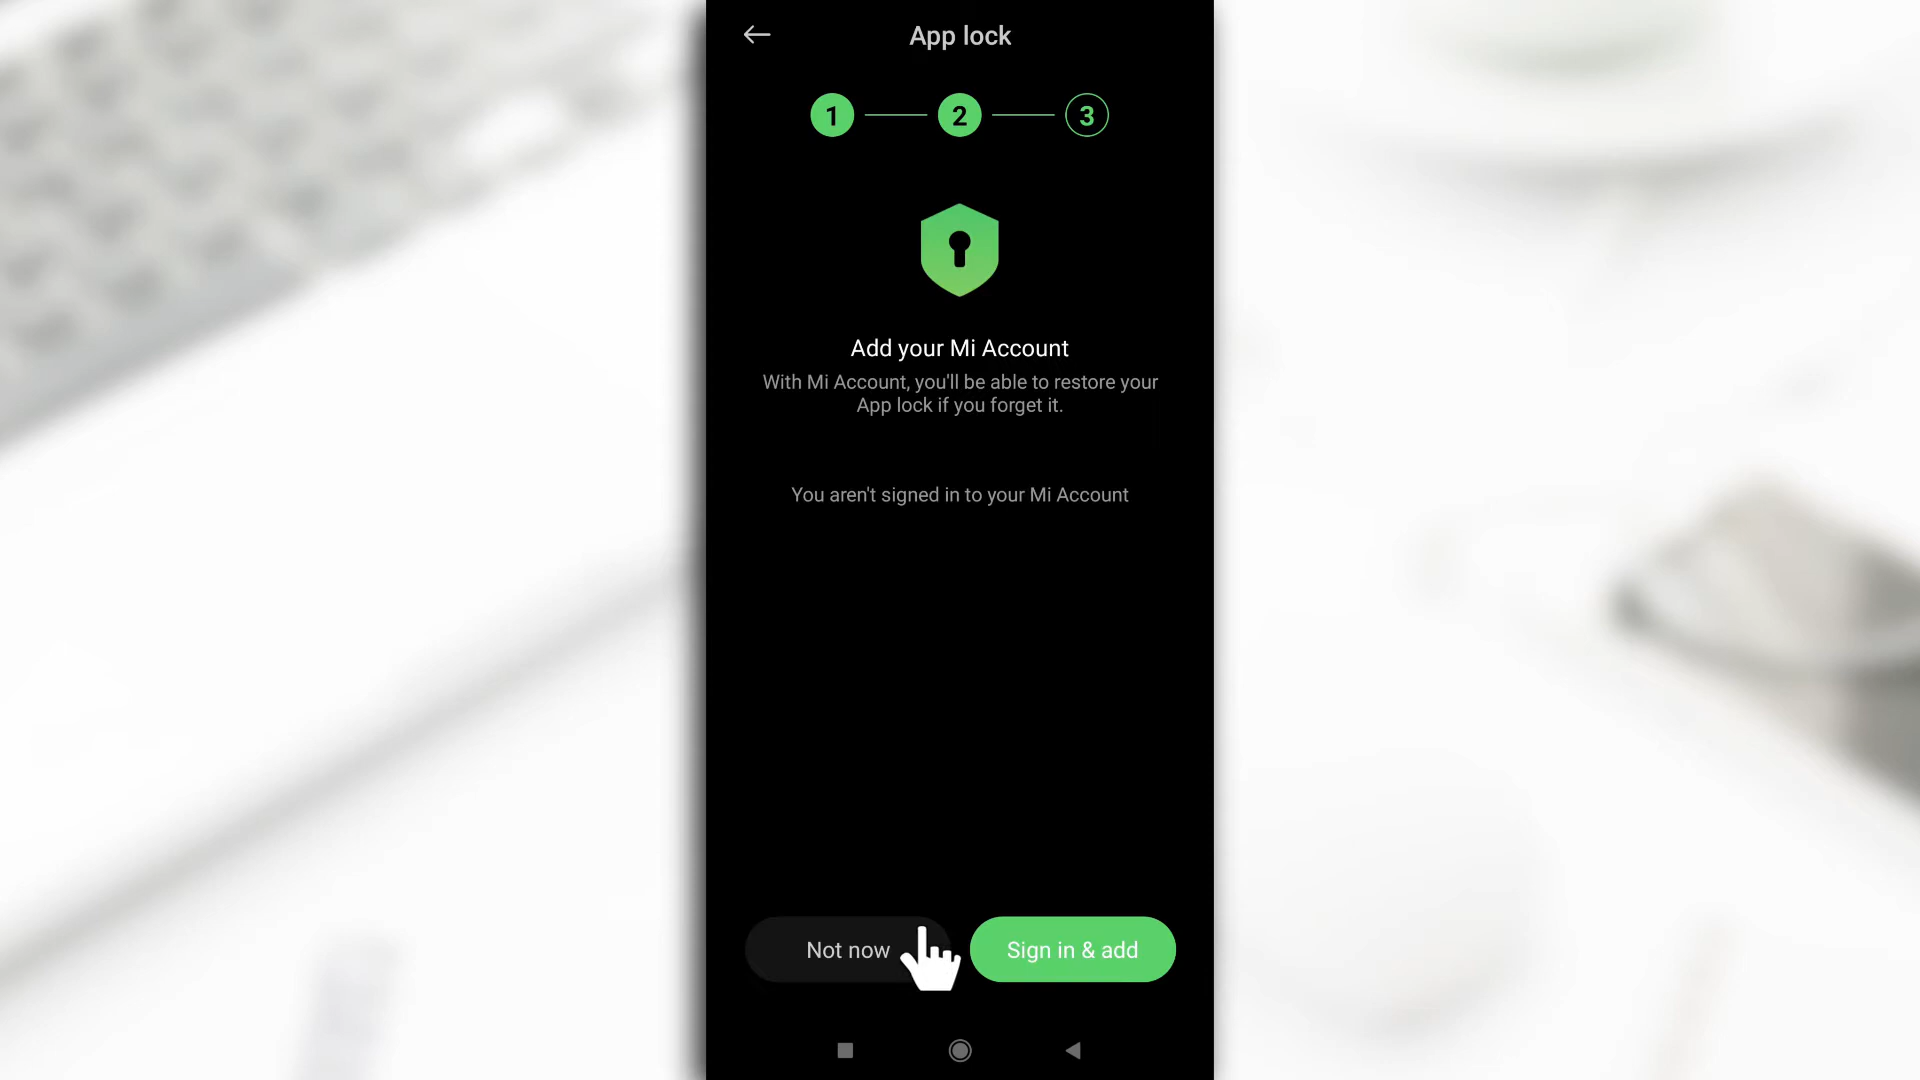 App lock
1 2 3
Add your Mi Account
With Mi Account, you'll be able to restore your
App lock if you forget it.
You aren't signed in to your Mi Account
Not now
Sign in & add